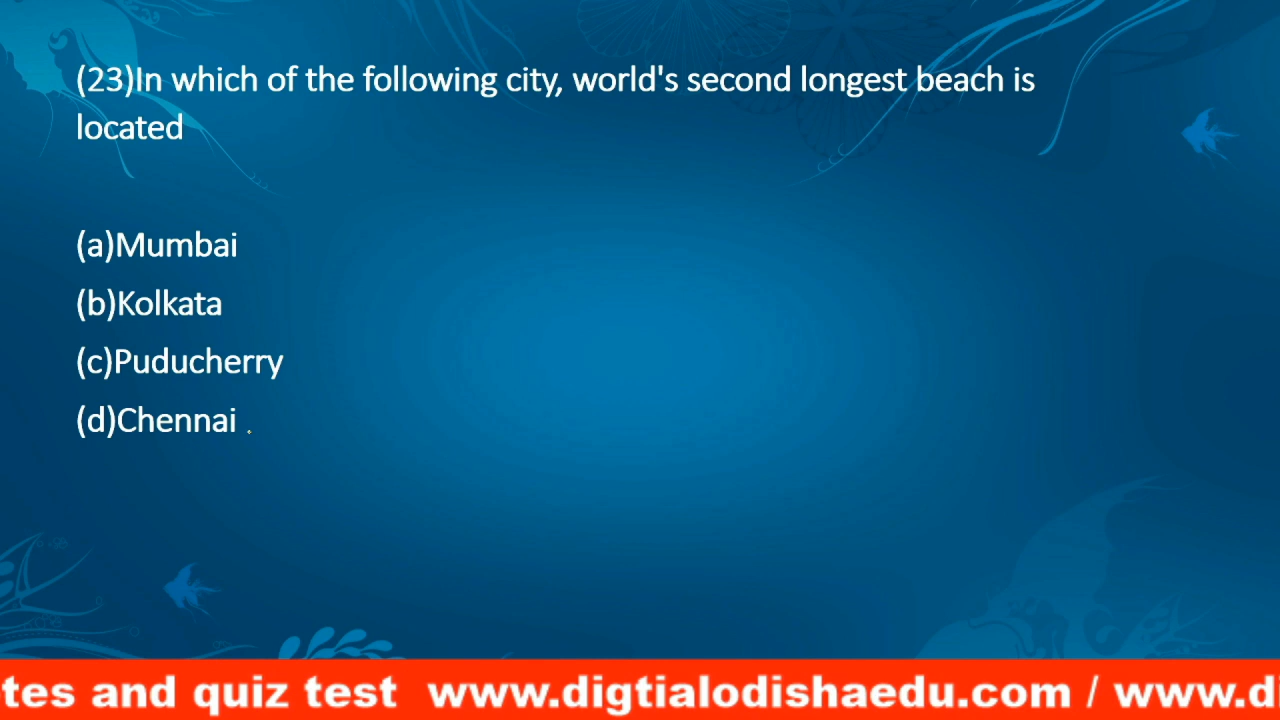 (23)In which of the following city, world's second longest beach is
located
(a)Mumbai
(b)Kolkata
(c)Puducherry
(d)Chennai .
tes and quiz test www.digtialodishaedu.com / www.di